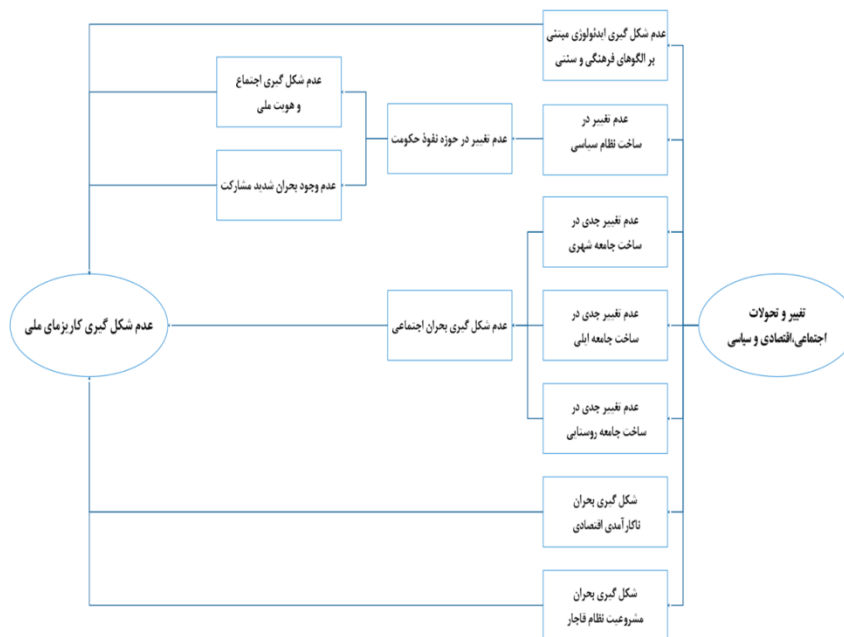 عدم شکل گیری ایدئولوژی مبتنی
بر الگوهای فرهنگی و سنتی
عدم شکل گیری اجتماع
و هویت ملی
عدم تغییر در حوزه نفوذ حکومت
عدم تغییر در
ساخت نظام سیاسی
عدم وجود بحران شدید مشارکت
عدم تغییر جدی در
ساخت جامعه شهری
تغییر و تحولات
اجتماعی،اقتصادی و سیاسی
عدم تغییر جدی در
ساخت جامعه ایلی
عدم شکل گیری بحران اجتماعی
عدم شکل گیری کاریزمای ملی
عدم تغییر جدی در
ساخت جامعه روستایی
شکل گیری بحران
ناکارآمدی اقتصادی
شکل گیری بحران
مشروعیت نظام قاجار